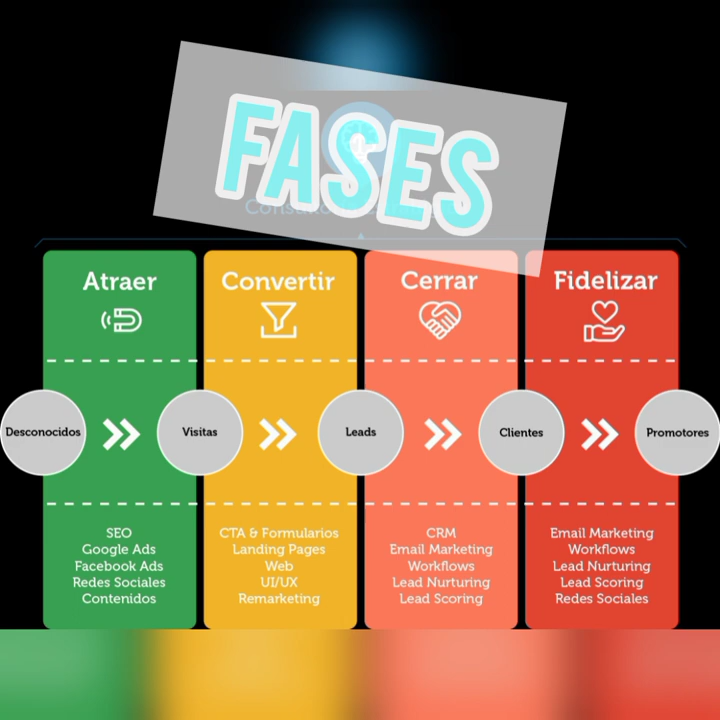 FASES
Atraer
Convertir
Cerrar
Fidelizar
Desconocidos
Visitas
Leads
Clientes
Promotores
SEO
Google Ads
Facebook Ads
Redes Sociales
Contenidos
CTA & Formularios
Landing Pages
Web
UI/UX
Remarketing
CRM
Email Marketing
Workflows
Lead Nurturing
Lead Scoring
Email Marketing
Workflows
Lead Nurturing
Lead Scoring
Redes Sociales